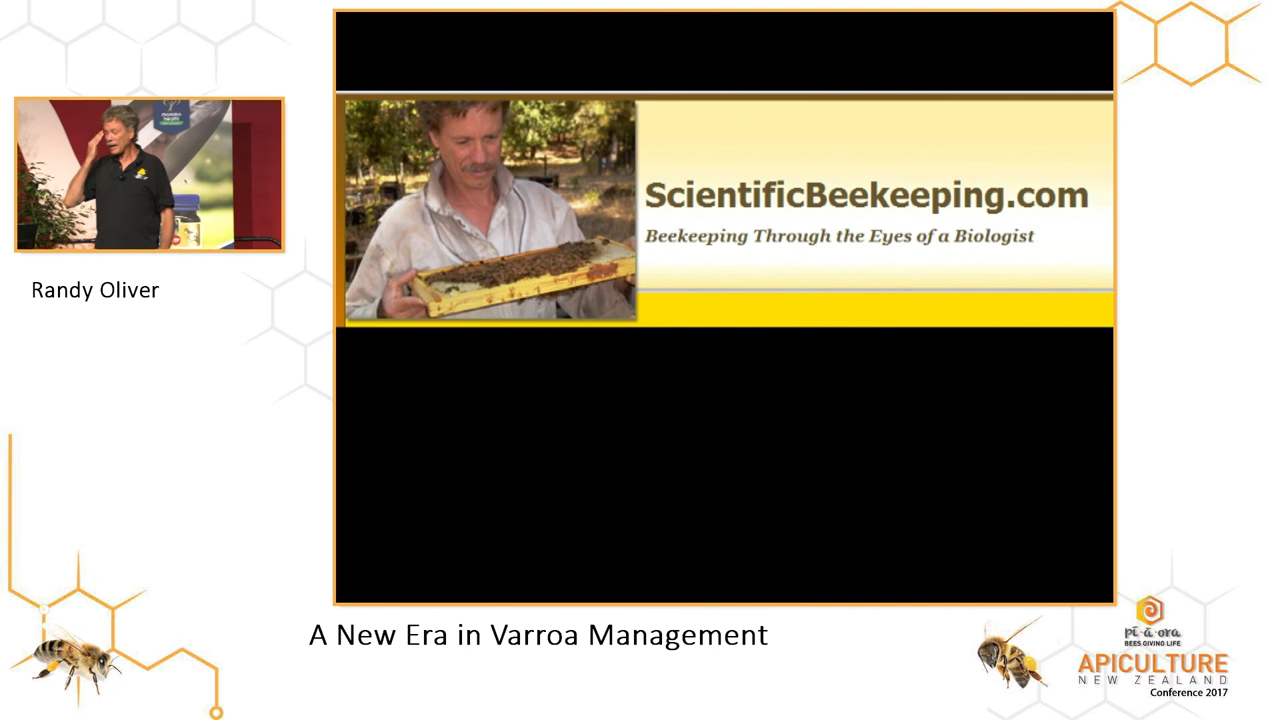 ScientificBeekeeping.com
Beekeeping Through the Eyes of a Biologist
Randy Oliver
A New Era in Varroa Management
pī·ā·ora
BEES GIVING LIFE
APICULTURE
NEW ZEALAND
Conference 2017